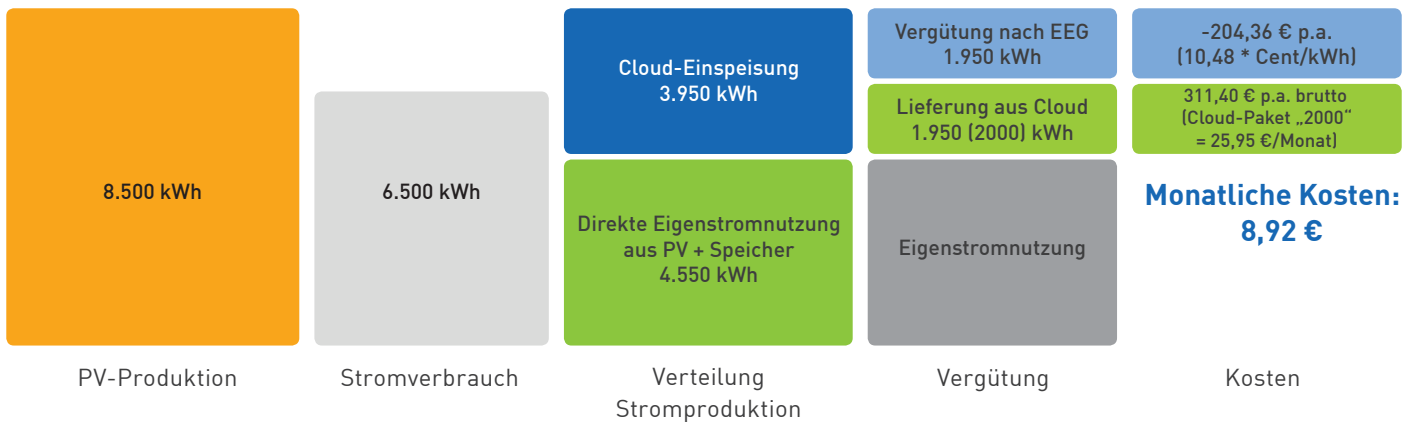 8.500 kWh
PV-Produktion
6.500 kWh
Stromverbrauch
Cloud-Einspeisung
3.950 kWh
Direkte Eigenstromnutzung
aus PV + Speicher
4.550 kWh
Verteilung
Stromproduktion
Vergütung nach EEG
1.950 kWh
Lieferung aus Cloud
1.950 (2000) kWh
Eigenstromnutzung
Vergütung
-204,36 € p.a.
(10,48 * Cent/kWh)
311,40 € p.a. brutto
(Cloud-Paket „2000“
= 25,95 €/Monat)
Monatliche Kosten:
8,92 €
Kosten